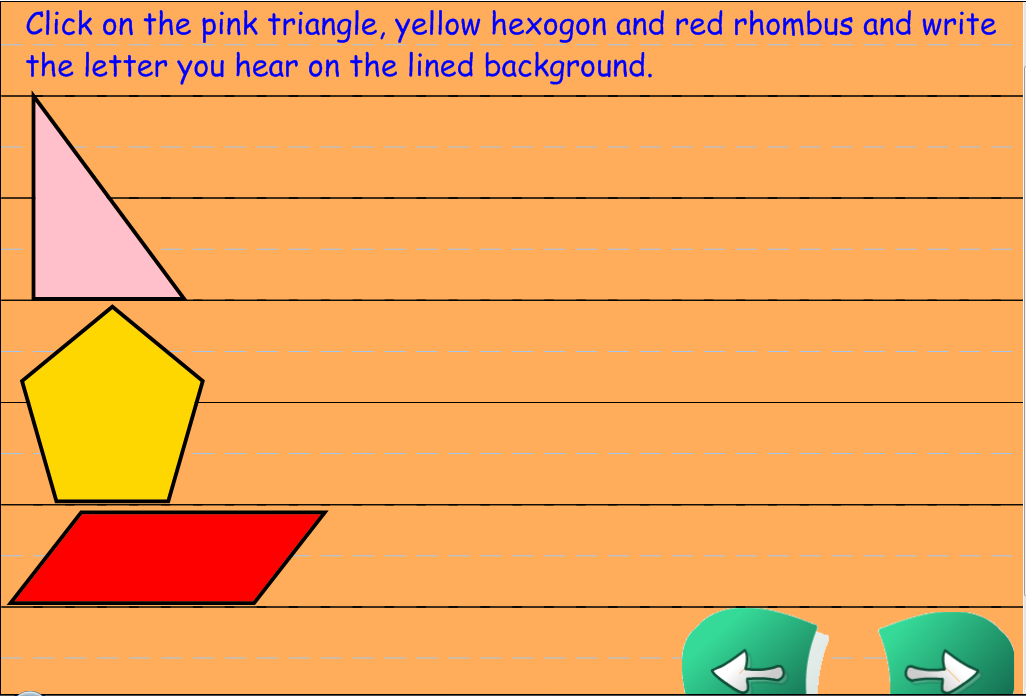 Click on the pink triangle, yellow hexogon and red rhombus and write
the letter you hear on the lined background.